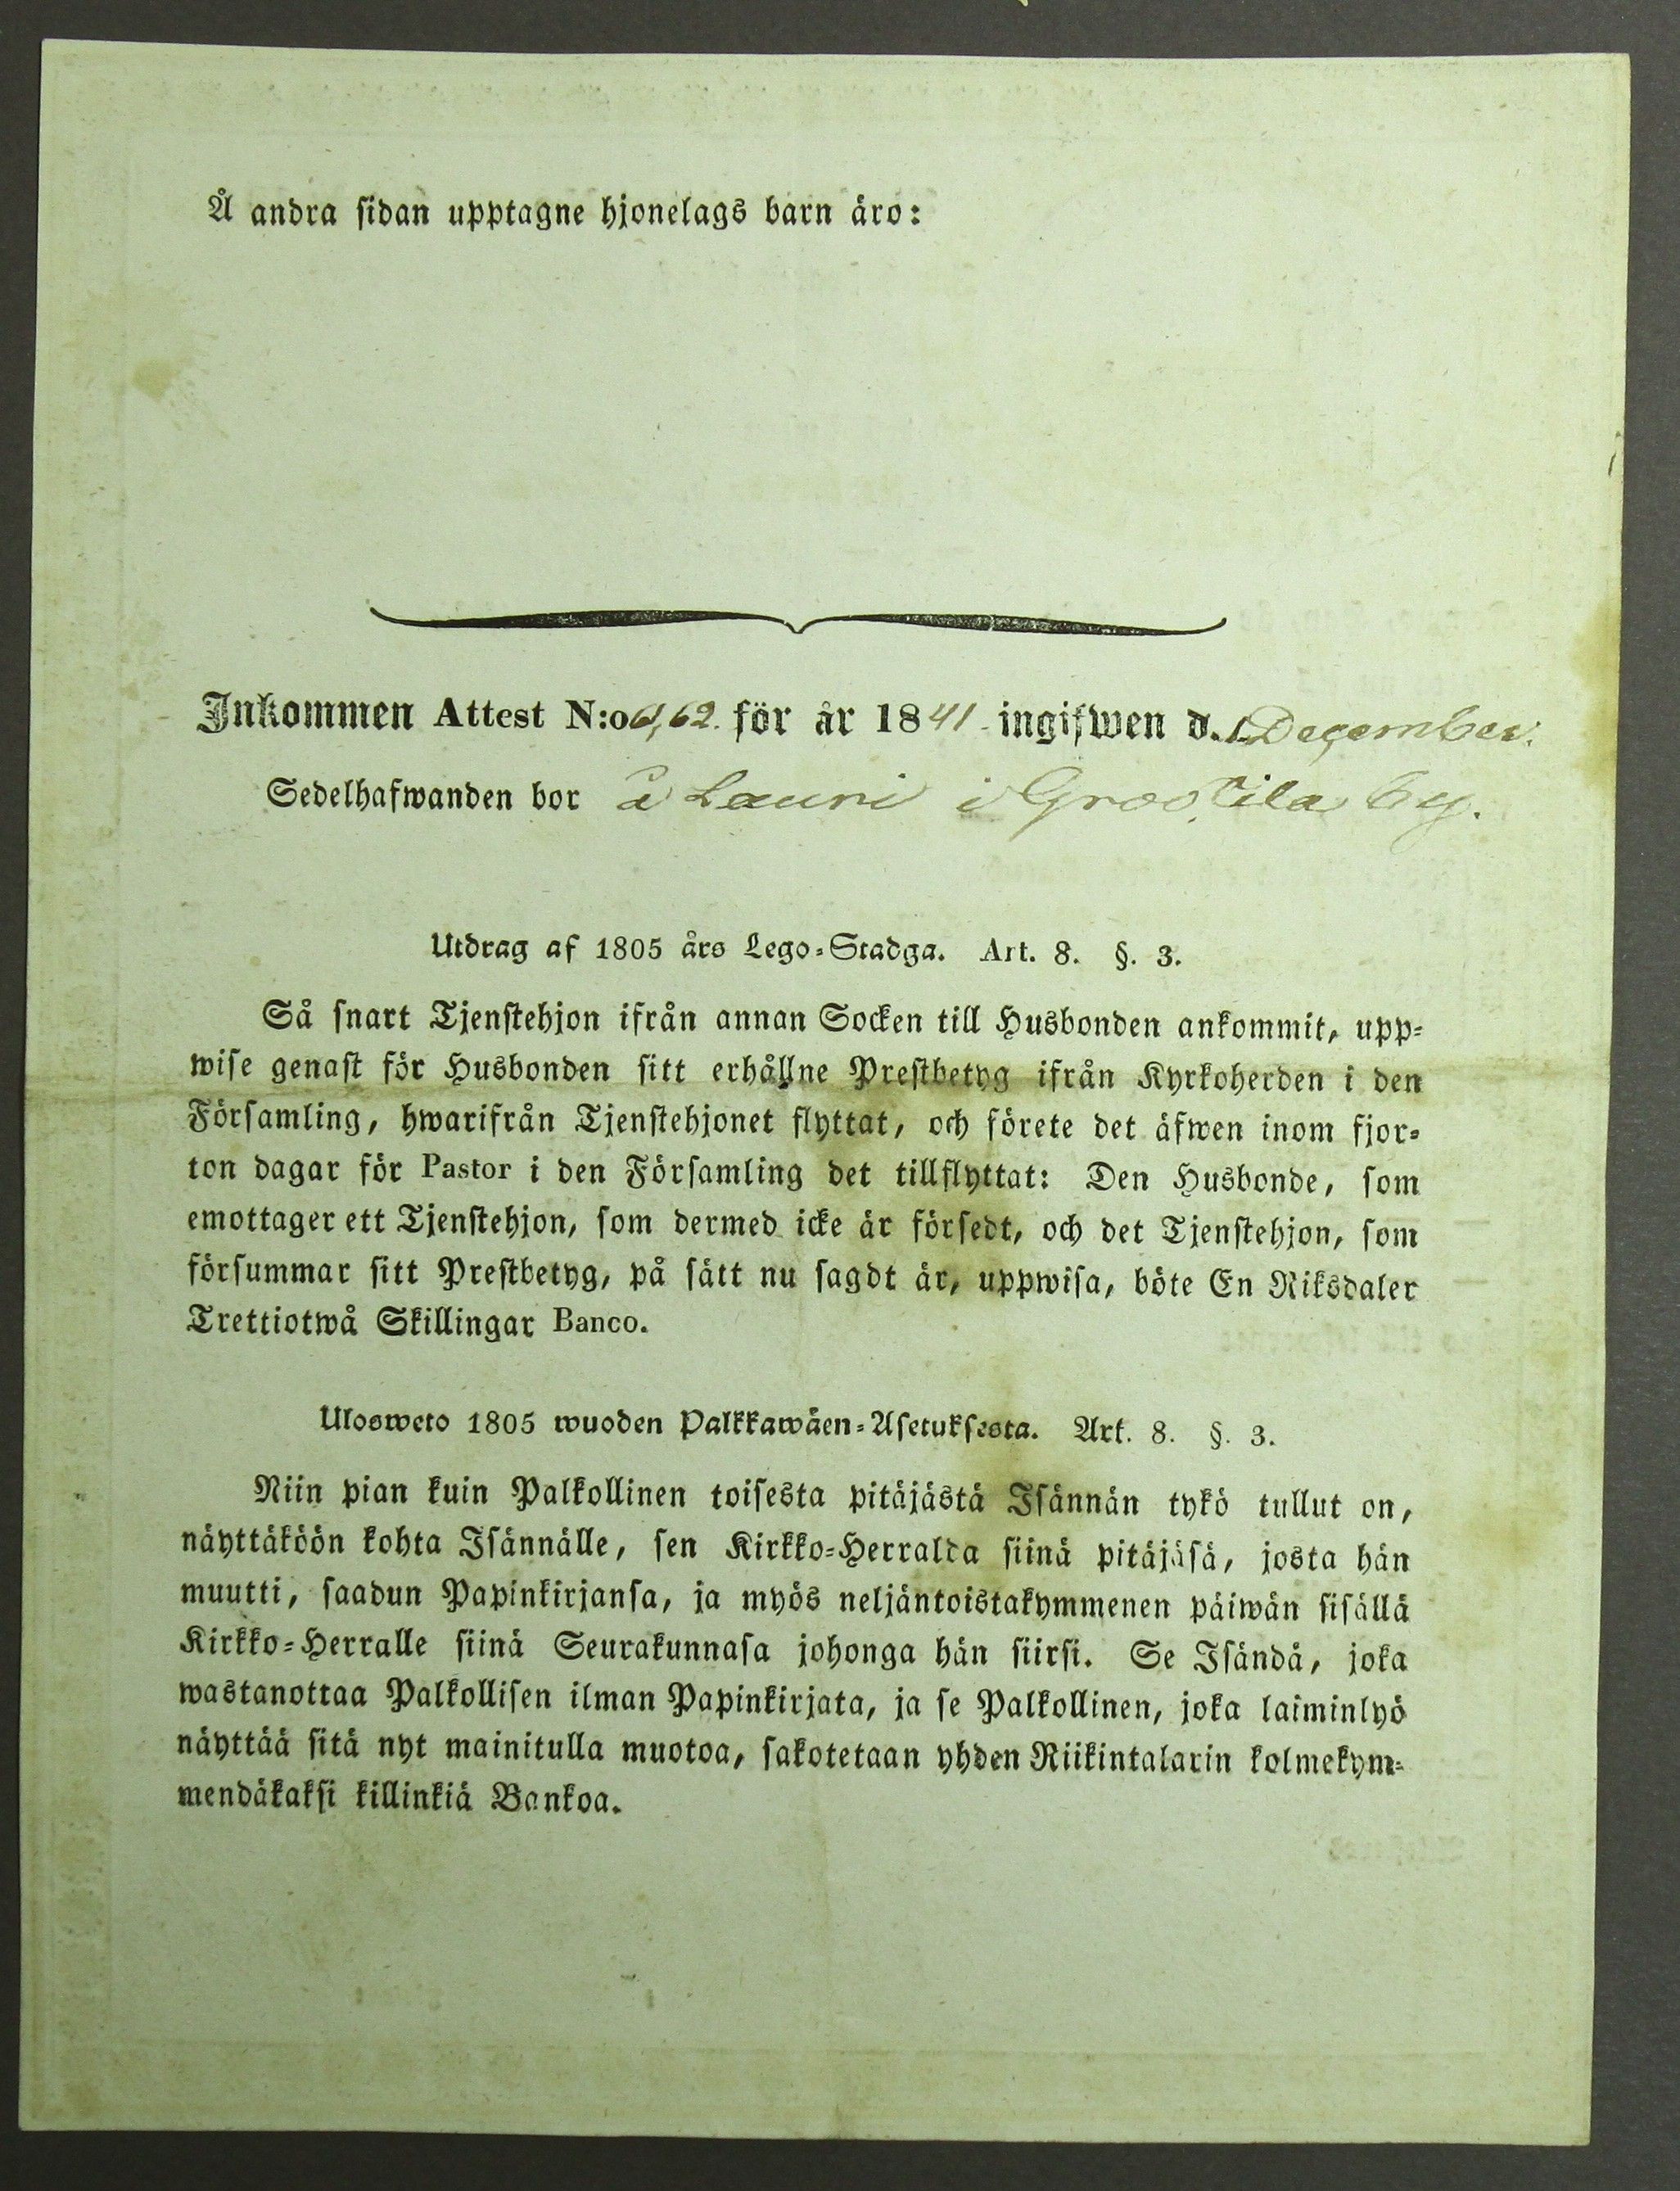 Å andra sidan upptagne hjonelags barn äro:
Inkommen Attest N:o 62. för år 1841 ingifwen d. 1 December.
Sedelhafwanden bor å Lauri i Grootila by.
Utdrag af 1805 års Lego-Stadga. Art. 8. §. 3.
Så snart Tjenstehjon ifrån annan Socken till Husbonden ankommit, upp-
wise genast för Husbonden sitt erhållne Prestbetyg ifrån Kyrkoherden i den
Församling, hwarifrån Tjenstehjonet flyttat, och förete det äfwen inom fjor-
ton dagar för Pastor i den Församling det tillflyttat: Den Husbonde, som
emottager ett Tjenstehjon, som dermed icke är försedt, och det Tjenstehjon, som
försummar sitt Prestbetyg, på sätt nu sagdt är, uppwisa, böte En Riksdaler
Trettiotwå Skillingar Banco.
Ulosweto 1805 wuoden Palkkawäen-Asetuksesta. Art. 8. §. 3.
Niin pian kuin Palkollinen toisesta pitäjästä Isännän tykö tullut on,
näyttäköön kohta Isännälle, sen Kirkko-Herralda siinä pitäjäsä, josta hän
muutti, saadun Papinkirjansa, ja myös neljäntoistakymmenen päiwän sisällä
Kirkko-Herralle siinä Seurakunnasa johonga hän siirsi. Se Isändä, joka
wastanottaa Palkollisen ilman Papinkirjata, ja se Palkollinen, joka laiminlyö
näyttää sitä nyt mainitulla muotoa, sakotetaan yhden Riikintalarin kolmekym-
mendäkaksi killinkiä Bankoa.